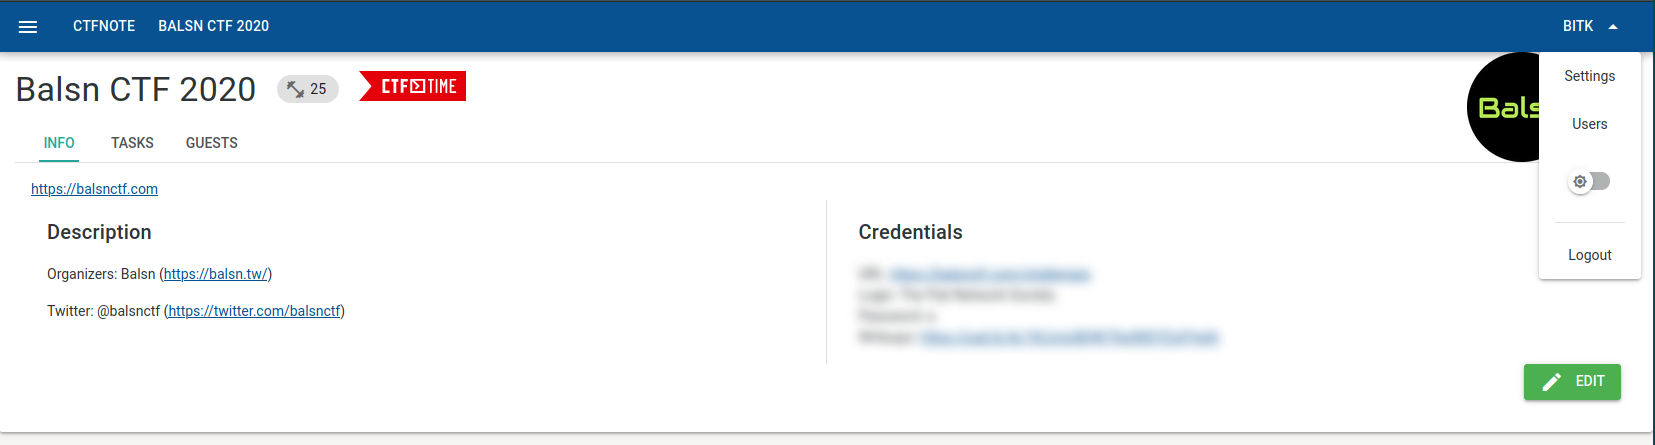 CTFNOTE BALSN CTF 2020 BITK
Balsn CTF 2020 25 CTF TIME
Bals
Settings
Users
Logout
INFO TASKS GUESTS
https://balsnctf.com
Description
Organizers: Balsn (https://balsn.tw/)
Twitter: @balsnctf (https://twitter.com/balsnctf)
Credentials
EDIT